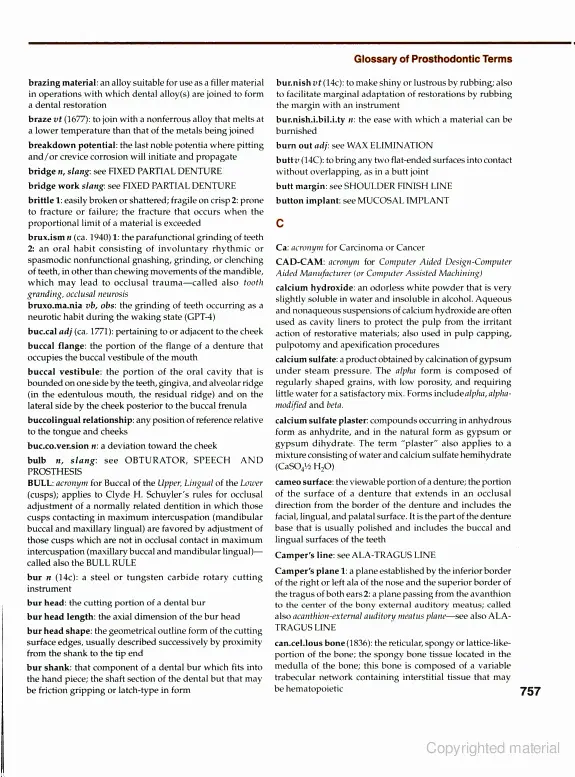 Glossary of Prosthodontic Terms
brazing material: an alloy suitable for use as a filler material
in operations with which dental alloy(s) are joined to form
a dental restoration
braze vt (1677): to join with a nonferrous alloy that melts at
a lower temperature than that of the metals being joined
breakdown potential: the last noble potentia where pitting
and/or crevice corrosion will initiate and propagate
bridge n, slang: see FIXED PARTIAL DENTURE
bridge work slang: see FIXED PARTIAL DENTURE
brittle 1: easily broken or shattered; fragile on crisp 2: prone
to fracture or failure; the fracture that occurs when the
proportional limit of a material is exceeded
brux.ism n (ca. 1940) 1: the parafunctional grinding of teeth
2: an oral habit consisting of involuntary rhythmic or
spasmodic nonfunctional gnashing, grinding, or clenching
of teeth, in other than chewing movements of the mandible,
which may lead to occlusal trauma—called also tooth
granding, occlusal neurosis
bruxo.ma.nia vb, obs: the grinding of teeth occurring as a
neurotic habit during the waking state (GPT-4)
buc.cal adj (ca. 1771): pertaining to or adjacent to the cheek
buccal flange: the portion of the flange of a denture that
occupies the buccal vestibule of the mouth
buccal vestibule: the portion of the oral cavity that is
bounded on one side by the teeth, gingiva, and alveolar ridge
(in the edentulous mouth, the residual ridge) and on the
lateral side by the cheek posterior to the buccal frenula
buccolingual relationship: any position of reference relative
to the tongue and cheeks
buc.co.ver.sion n: a deviation toward the cheek
bulb n, slang: see OBTURATOR, SPEECH AND
PROSTHESIS
BULL: acronym for Buccal of the Upper, Lingual of the Lower
(cusps); applies to Clyde H. Schuyler's rules for occlusal
adjustment of a normally related dentition in which those
cusps contacting in maximum intercuspation (mandibular
buccal and maxillary lingual) are favored by adjustment of
those cusps which are not in occlusal contact in maximum
intercuspation (maxillary buccal and mandibular lingual)—
called also the BULL RULE
bur n (14c): a steel or tungsten carbide rotary cutting
instrument
bur head: the cutting portion of a dental bur
bur head length: the axial dimension of the bur head
bur head shape: the geometrical outline form of the cutting
surface edges, usually described successively by proximity
from the shank to the tip end
bur shank: that component of a dental bur which fits into
the hand piece; the shaft section of the dental but that may
be friction gripping or latch-type in form
bur.nish vt (14c): to make shiny or lustrous by rubbing; also
to facilitate marginal adaptation of restorations by rubbing
the margin with an instrument
bur.nish.i.bil.i.ty n: the ease with which a material can be
burnished
burn out adj: see WAX ELIMINATION
butt v (14C): to bring any two flat-ended surfaces into contact
without overlapping, as in a butt joint
butt margin: see SHOULDER FINISH LINE
button implant: see MUCOSAL IMPLANT
C
Ca: acronym for Carcinoma or Cancer
CAD-CAM: acronym for Computer Aided Design-Computer
Aided Manufacturer (or Computer Assisted Machining)
calcium hydroxide: an odorless white powder that is very
slightly soluble in water and insoluble in alcohol. Aqueous
and nonaqueous suspensions of calcium hydroxide are often
used as cavity liners to protect the pulp from the irritant
action of restorative materials; also used in pulp capping,
pulpotomy and apexification procedures
calcium sulfate: a product obtained by calcination of gypsum
under steam pressure. The alpha form is composed of
regularly shaped grains, with low porosity, and requiring
little water for a satisfactory mix. Forms include alpha, alpha-
modified and beta.
calcium sulfate plaster: compounds occurring in anhydrous
form as anhydrite, and in the natural form as gypsum or
gypsum dihydrate. The term "plaster" also applies to a
mixture consisting of water and calcium sulfate hemihydrate
(CaSO₄½ H₂O)
cameo surface: the viewable portion of a denture; the portion
of the surface of a denture that extends in an occlusal
direction from the border of the denture and includes the
facial, lingual, and palatal surface. It is the part of the denture
base that is usually polished and includes the buccal and
lingual surfaces of the teeth
Camper's line: see ALA-TRAGUS LINE
Camper's plane 1: a plane established by the inferior border
of the right or left ala of the nose and the superior border of
the tragus of both ears 2: a plane passing from the avanthion
to the center of the bony external auditory meatus; called
also acanthion-external auditory meatus plane—see also ALA-
TRAGUS LINE
can.cel.lous bone (1836): the reticular, spongy or lattice-like-
portion of the bone; the spongy bone tissue located in the
medulla of the bone; this bone is composed of a variable
trabecular network containing interstitial tissue that may
be hematopoietic
757
Copyrighted material